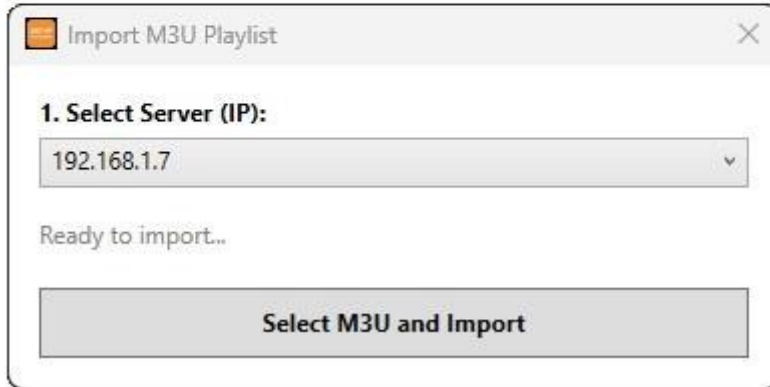 Import M3U Playlist
1. Select Server (IP):
192.168.1.7
Ready to import...
Select M3U and Import